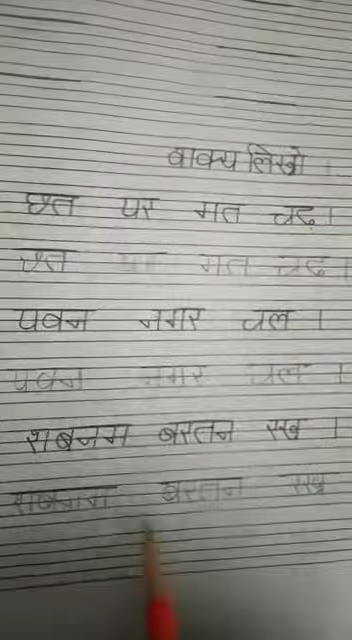 वाक्य लिखो ।
छत पर मत चढ़ ।
छत पर मत चढ़ ।
पवन नगर चल ।
पवन नगर चल ।
शबनम बरतन रख ।
शबनम बरतन रख